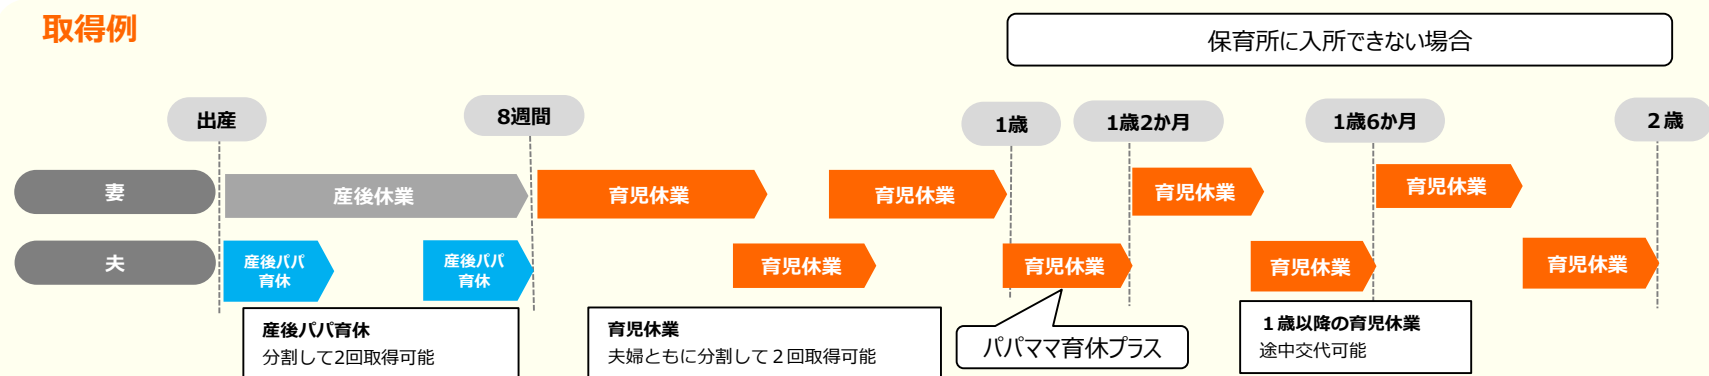 取得例
保育所に入所できない場合
出産
8週間
1歳
1歳2か月
1歳6か月
２歳
妻
産後休業
育児休業
育児休業
育児休業
育児休業
夫
産後パパ
育休
産後パパ
育休
育児休業
育児休業
育児休業
育児休業
産後パパ育休
分割して2回取得可能
育児休業
夫婦ともに分割して２回取得可能
パパママ育休プラス
１歳以降の育児休業
途中交代可能